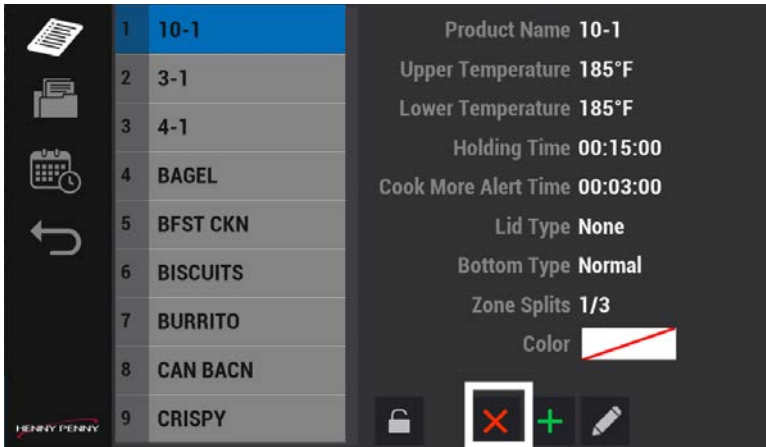 1 10-1
2 3-1
3 4-1
4 BAGEL
5 BFST CKN
6 BISCUITS
7 BURRITO
8 CAN BACN
9 CRISPY
Product Name 10-1
Upper Temperature 185°F
Lower Temperature 185°F
Holding Time 00:15:00
Cook More Alert Time 00:03:00
Lid Type None
Bottom Type Normal
Zone Splits 1/3
Color
HENNY PENNY